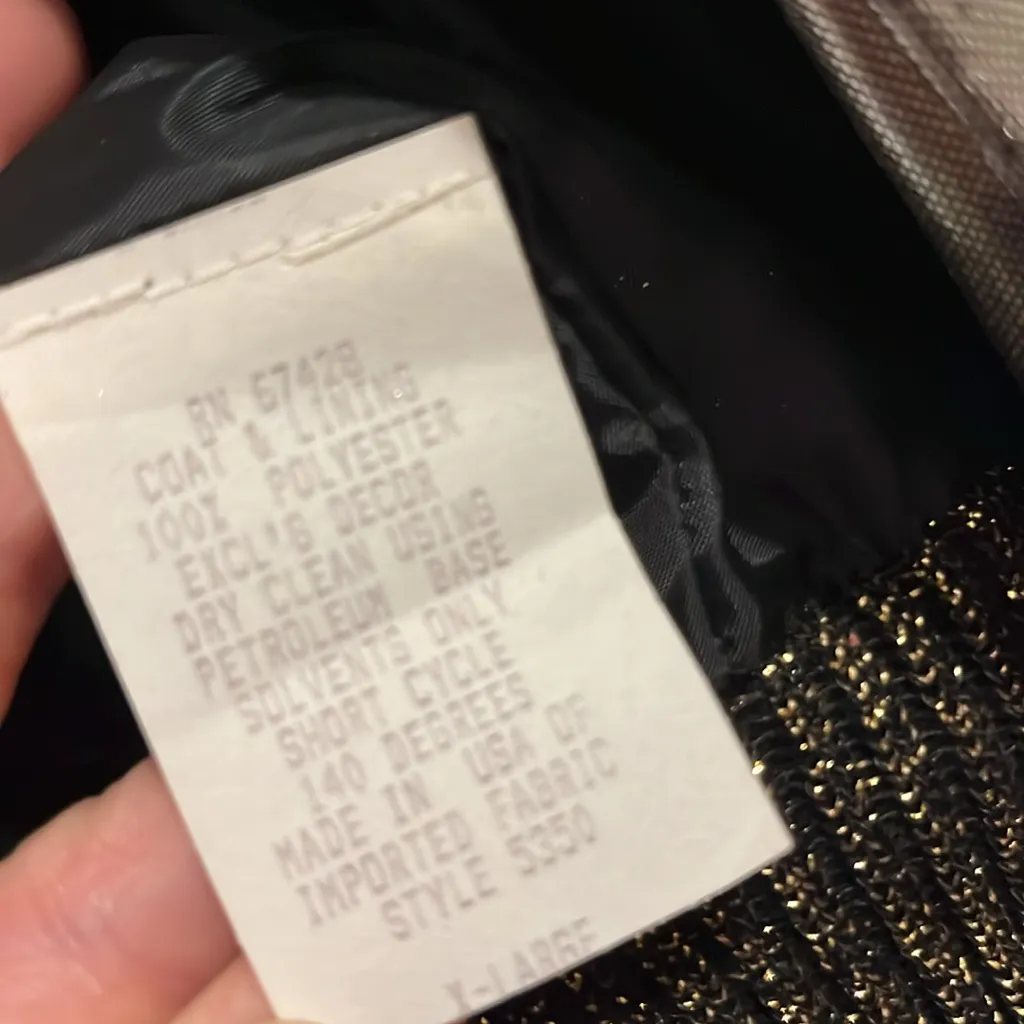 RN 67428
COAT & LINING
100% POLYESTER
EXCL'G DECOR
DRY CLEAN USING
PETROLEUM BASE
SOLVENTS ONLY
SHORT CYCLE
140 DEGREES
MADE IN USA OF
IMPORTED FABRIC
STYLE 5350
X-LARGE